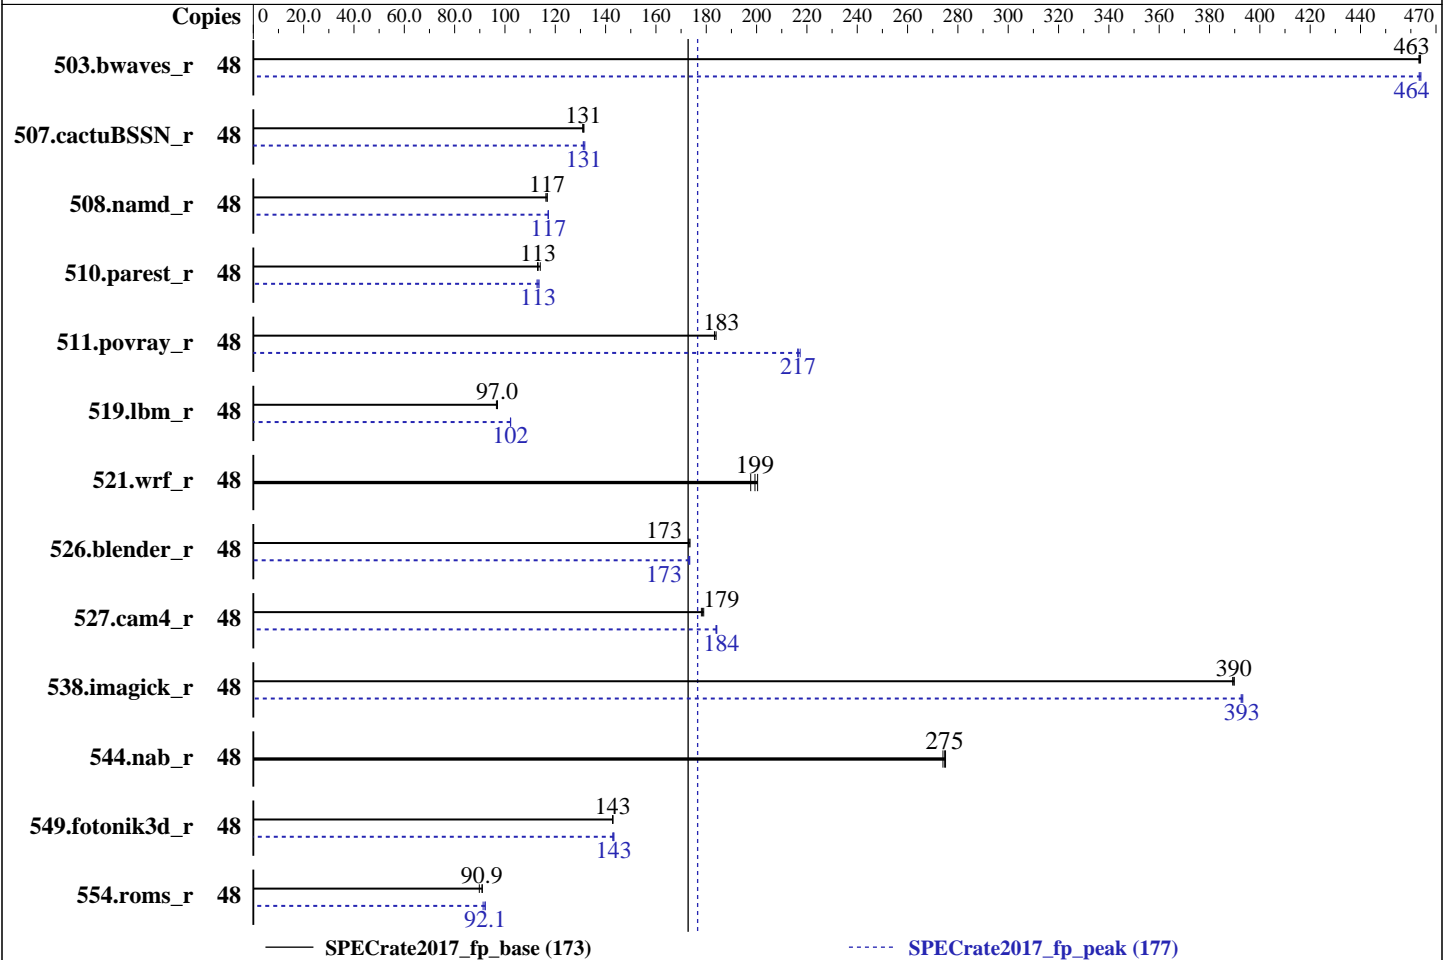 Copies 0 20.0 40.0 60.0 80.0 100 120 140 160 180 200 220 240 260 280 300 320 340 360 380 400 420 440 470
503.bwaves_r 48 463
464
507.cactuBSSN_r 48 131
131
508.namd_r 48 117
117
510.parest_r 48 113
113
511.povray_r 48 183
217
519.lbm_r 48 97.0
102
521.wrf_r 48 199
526.blender_r 48 173
173
527.cam4_r 48 179
184
538.imagick_r 48 390
393
544.nab_r 48 275
549.fotonik3d_r 48 143
143
554.roms_r 48 90.9
92.1
SPECrate2017_fp_base (173) SPECrate2017_fp_peak (177)